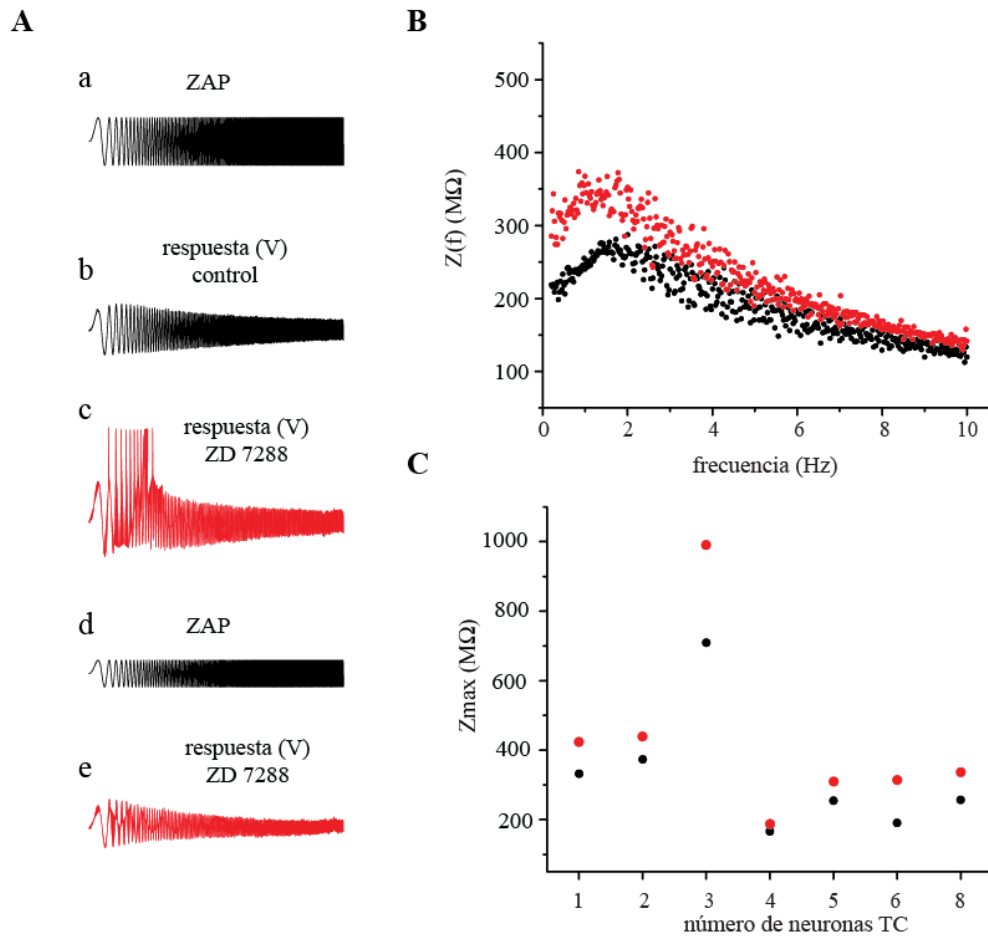 A
a
ZAP
b
respuesta (V)
control
c
respuesta (V)
ZD 7288
d
ZAP
e
respuesta (V)
ZD 7288
B
Z(f) (MΩ)
500
400
300
200
100
0 2 4 6 8 10
frecuencia (Hz)
C
Zmax (MΩ)
1000
800
600
400
200
1 2 3 4 5 6 8
número de neuronas TC